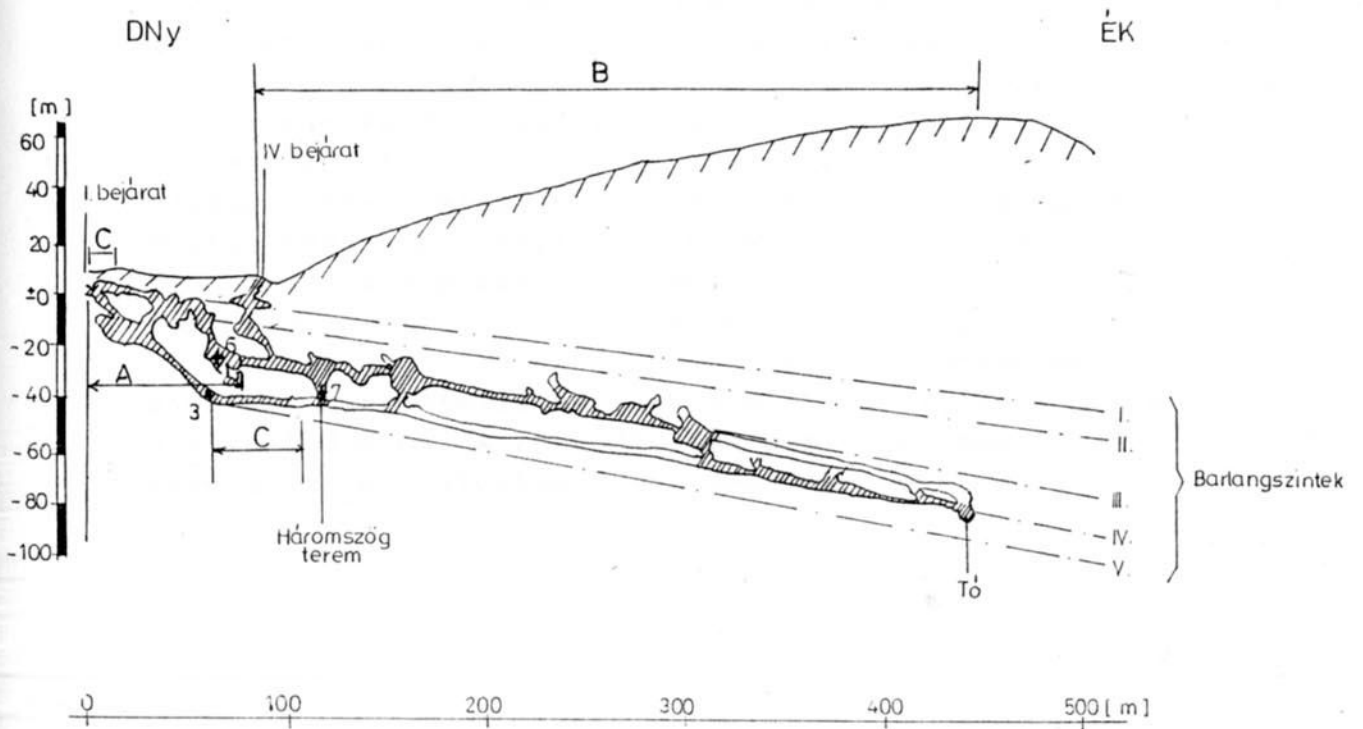 DNy
ÉK
B
[m]
60
IV. bejárat
40
I. bejárat
C
20
±0
-20
6
A
-40
3
7
I.
II.
C
-60
Barlangszintek
-80
III.
IV.
Háromszög
terem
-100
V.
Tó
0
100
200
300
400
500 [m]